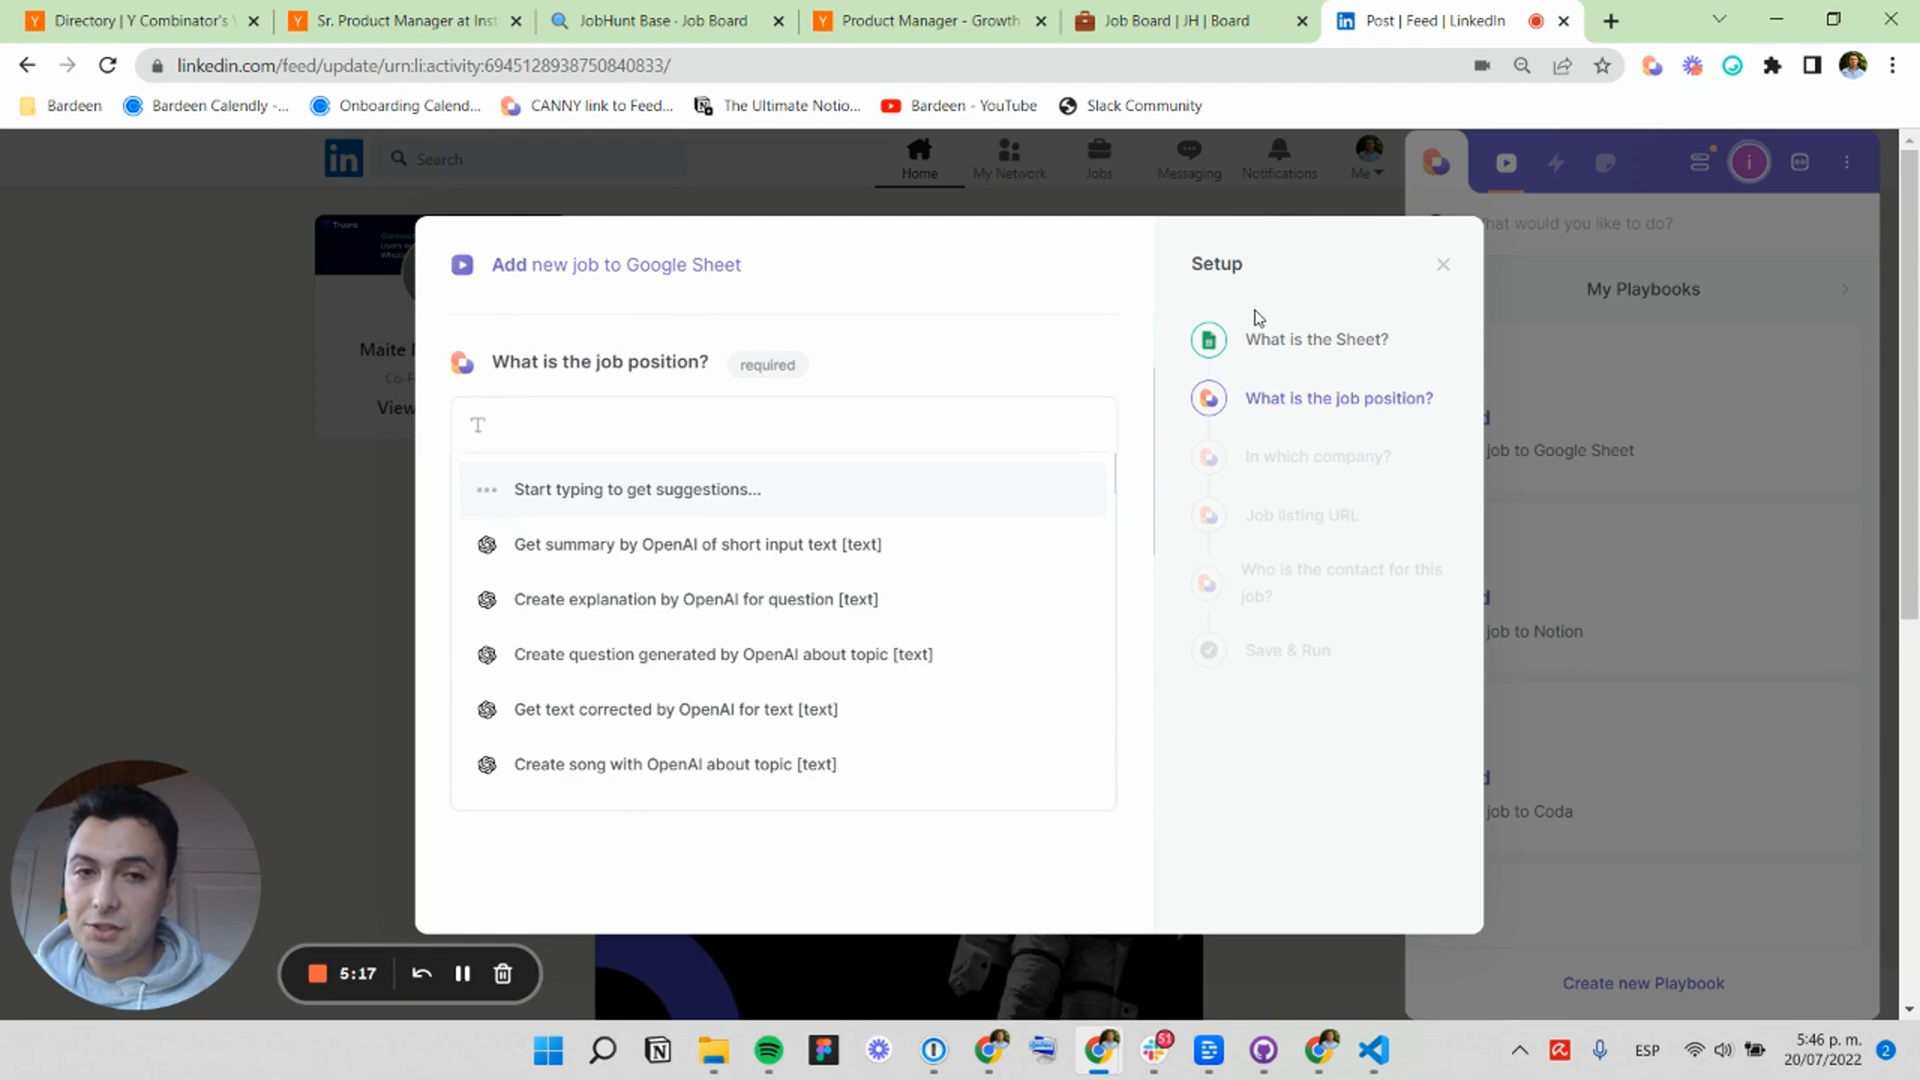 Directory | Y Combinator's
Sr. Product Manager at Inst
JobHunt Base · Job Board
Product Manager - Growth
Job Board | JH | Board
Post | Feed | LinkedIn
linkedin.com/feed/update/urn:li:activity:6945128938750840833/
Bardeen
Bardeen Calendly -...
Onboarding Calend...
CANNY link to Feed...
The Ultimate Notio...
Bardeen - YouTube
Slack Community
in
Search
Home
My Network
Jobs
Messaging
Notifications
Me
i
hat would you like to do?
Truora
Add new job to Google Sheet
Setup
My Playbooks
What is the job position?
required
What is the Sheet?
Maite
What is the job position?
View
T
job to Google Sheet
In which company?
Start typing to get suggestions...
Job listing URL
Get summary by OpenAI of short input text [text]
Who is the contact for this
job?
Create explanation by OpenAI for question [text]
job to Notion
Create question generated by OpenAI about topic [text]
Save & Run
Get text corrected by OpenAI for text [text]
Create song with OpenAI about topic [text]
job to Coda
5:17
Create new Playbook
51
ESP
5:46 p. m.
20/07/2022
2